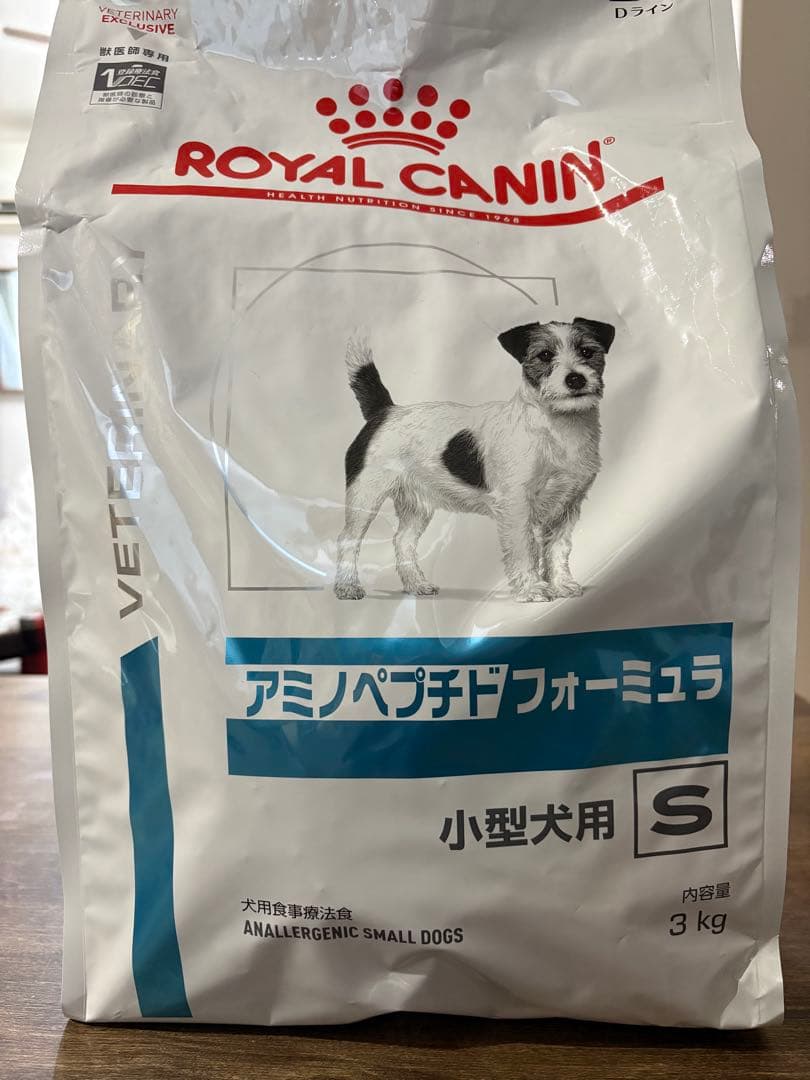 VETERINARY
EXCLUSIVE
獣医師専用
Dライン
ROYAL CANIN®
HEALTH NUTRITION SINCE 1968
VETERINARY
アミノペプチドフォーミュラ
小型犬用 S
犬用食事療法食
ANALLERGENIC SMALL DOGS
内容量
3 kg